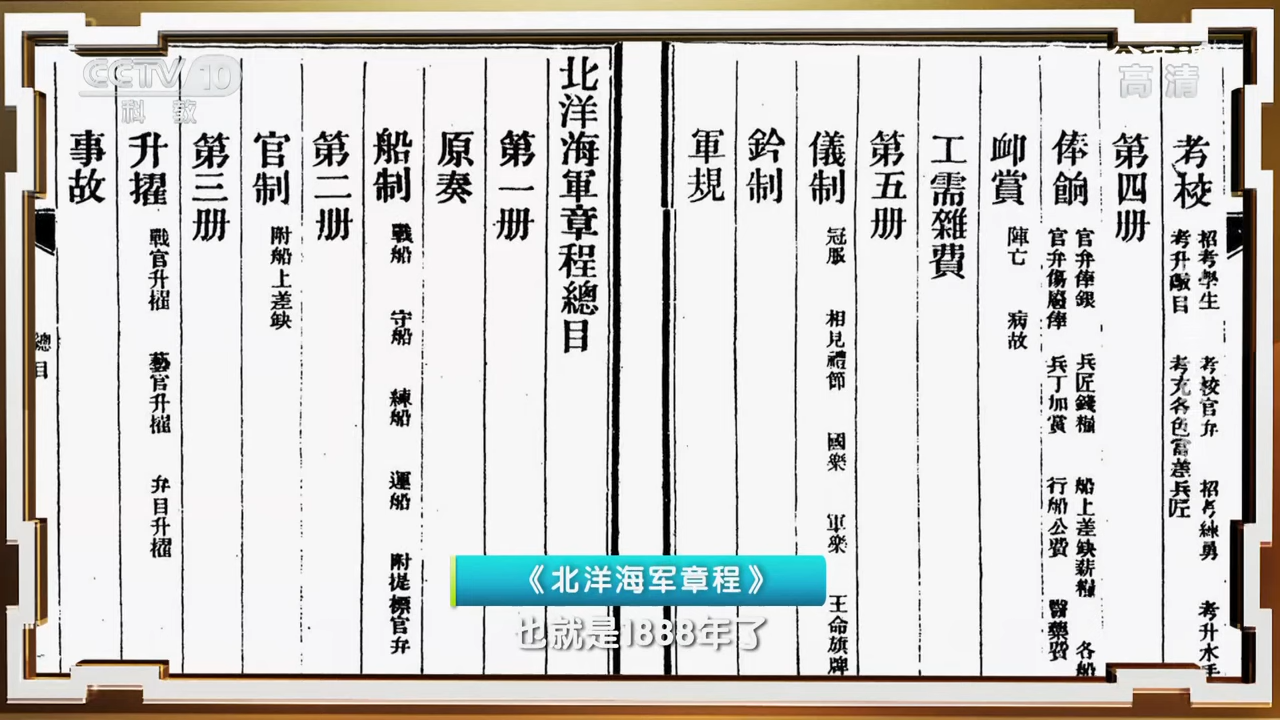 CCTV 10
科教
高清
北洋海軍章程總目
第一册
原奏
船制 戰船 守船 練船 運船 附提標官弁
第二册
官制 附船上差缺
第三册
升擢 戰官升擢 藝官升擢 弁目升擢
事故
總目
考校 招考學生 考校官弁 招考練勇 考升水手
考升 目 考充各色當差兵匠
第四册
俸餉 官弁俸銀 兵匠錢糧 船上差缺薪糧 各船
官弁傷廢俸 兵丁加賞 行船公費 醫藥費
卹賞 陣亡 病故
工需雜費
第五册
儀制 冠服 相見禮節 國樂 軍樂 王命旗牌
鈐制
軍規
《北洋海军章程》
也就是1888年了